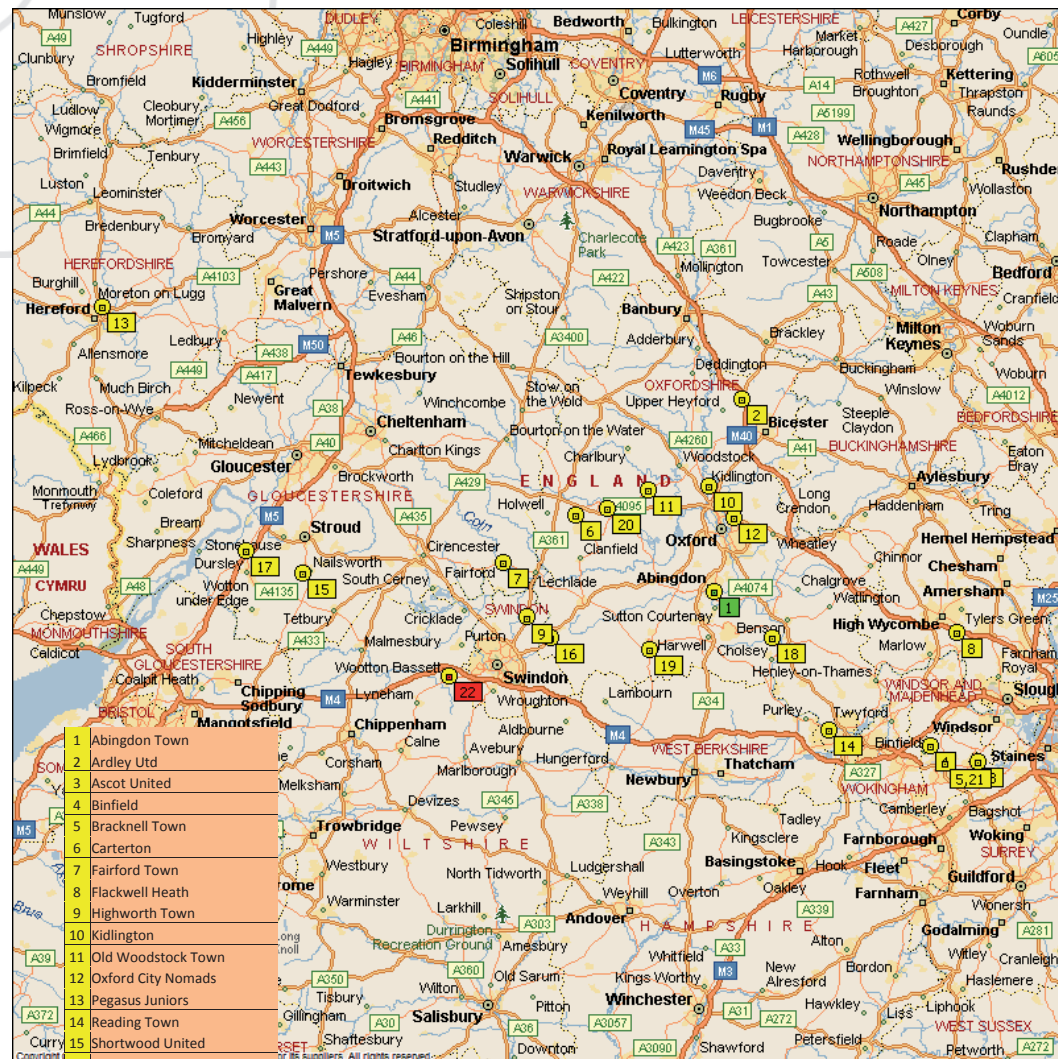 Munslow
Tugford
Highley
DUDLEY
Coleshill
Bedworth
Bulkington
LEICESTERSHIRE
Corby
A49
SHROPSHIRE
A449
Birmingham
Lutterworth
Market
Harborough
A427
Desborough
Oundle
Clunbury
Hagley
BIRMINGHAM
Solihull
COVENTRY
M6
A605
Bromfield
Kidderminster
A441
SOLIHULL
Coventry
Rugby
A14
Rothwell
Broughton
Kettering
Thrapston
Ludlow
Cleobury
Mortimer
Great Dodford
Wigmore
A456
Bromsgrove
Kenilworth
M45
M1
A5199
A428
Raunds
Brimfield
Tenbury
WORCESTERSHIRE
Redditch
Warwick
Royal Leamington Spa
Wellingborough
NORTHAMPTONSHIRE
Rushden
A443
Droitwich
Studley
WARWICKSHIRE
Daventry
Weedon Beck
A45
Wollaston
Luston
Leominster
A44
Bredenbury
Bromyard
Worcester
M5
Alcester
Stratford-upon-Avon
Charlecote
Park
A423
A361
Bugbrooke
A5
Northampton
Roade
Clapham
HEREFORDSHIRE
A4103
Pershore
A44
Mollington
Towcester
A508
Olney
Bedford
Burghill
Moreton on Lugg
Great
Malvern
Evesham
A422
Shipston
on Stour
A43
MILTON KEYNES
Cranfield
Hereford
13
Banbury
Ledbury
A438
M50
A46
A3400
Adderbury
Brackley
Milton
Keynes
Woburn
Sands
Allensmore
A449
A417
Bourton on the Hill
Deddington
Buckingham
Woburn
Kilpeck
Much Birch
Newent
Tewkesbury
Stow on
the Wold
OXFORDSHIRE
Upper Heyford
Winslow
A4012
Ross-on-Wye
A38
Winchcombe
2
Steeple
Claydon
BEDFORDSHIRE
A466
Mitcheldean
Cheltenham
Bourton on the Water
A4260
M40
Bicester
BUCKINGHAMSHIRE
Lydbrook
A40
Charlton Kings
Charlbury
Woodstock
A41
Eaton
Bray
Gloucester
Brockworth
A429
ENGLAND
Kidlington
Aylesbury
Monmouth
Trefynwy
Coleford
GLOUCESTERSHIRE
Holwell
A4095
11
10
Long
Crendon
Haddenham
Tring
Bream
M5
Stroud
A435
Coln
6
20
12
Sharpness
Stonehouse
Cirencester
A361
Clanfield
Oxford
Wheatley
Hemel Hempstead
WALES
A449
CYMRU
A48
Dursley
17
Nailsworth
Fairford
7
Lechlade
Abingdon
A4074
Chalgrove
Chinnor
Chesham
Wotton
under Edge
A4135
15
South Cerney
1
Watlington
Amersham
M25
Chepstow
Tetbury
Cricklade
SWINDON
Sutton Courtenay
Benson
High Wycombe
Tylers Green
MONMOUTHSHIRE
A433
Malmesbury
Purton
9
16
Harwell
19
Cholsey
18
Marlow
8
Farnham
Royal
Caldicot
SOUTH
GLOUCESTERSHIRE
Coalpit Heath
Wootton Bassett
22
Swindon
Henley-on-Thames
WINDSOR AND
MAIDENHEAD
Slough
Chipping
Sodbury
M4
Lyneham
Wroughton
Lambourn
A34
Purley
Twyford
Windsor
BRISTOL
Mangotsfield
Chippenham
Aldbourne
M4
14
Binfield
4
Staines
Calne
Avebury
Hungerford
WEST BERKSHIRE
Thatcham
A327
WOKINGHAM
5,21
3
Corsham
Marlborough
Newbury
Camberley
Bagshot
Melksham
A345
A338
Tadley
Devizes
Woking
Trowbridge
Pewsey
A343
Kingsclere
Farnborough
SURREY
WILTSHIRE
Basingstoke
Hook
Fleet
Westbury
North Tidworth
Ludgershall
Oakley
Guildford
Weyhill
Overton
Farnham
Warminster
Larkhill
A339
Wonersh
Durrington
Recreation Ground
A303
Andover
HAMPSHIRE
Godalming
A281
Amesbury
A33
Alton
A350
A360
Old Sarum
Whitfield
M3
New
Alresford
Bordon
Witley
Cranleigh
Tisbury
Wilton
Kings Worthy
Haslemere
Gillingham
A30
Pitton
A3057
Winchester
Hawkley
Liss
Liphook
Salisbury
A31
A272
WEST SUSSEX
Shaftesbury
A36
Downton
A3090
Shawford
Petersfield
Petworth
A272
M5
A39
A372
1 Abingdon Town
2 Ardley Utd
3 Ascot United
4 Binfield
5 Bracknell Town
6 Carterton
7 Fairford Town
8 Flackwell Heath
9 Highworth Town
10 Kidlington
11 Old Woodstock Town
12 Oxford City Nomads
13 Pegasus Juniors
14 Reading Town
15 Shortwood United
or its suppliers. All rights reserved.